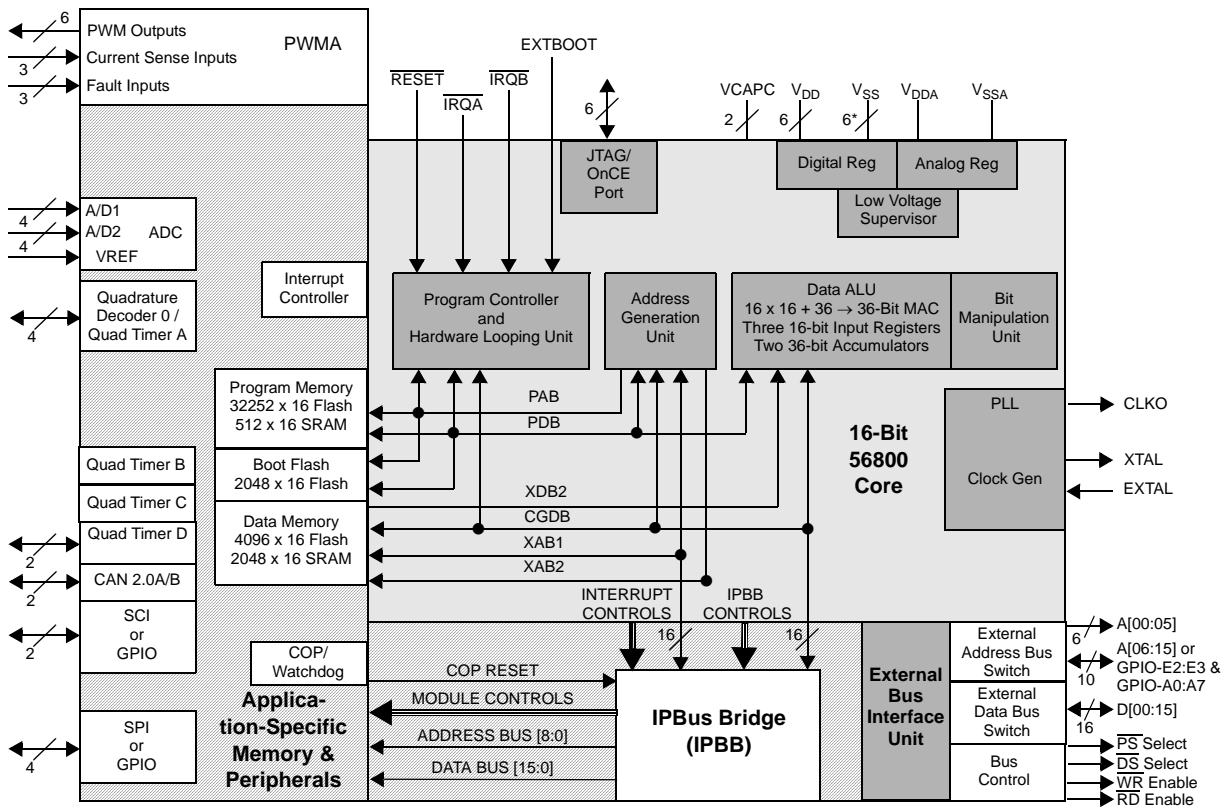 6
PWM Outputs
Current Sense Inputs
3
Fault Inputs
3
PWMA
RESET
IRQA
IRQB
EXTBOOT
6
JTAG/
OnCE
Port
VCAPC
2
VDD
6
VSS
6*
VDDA
VSSA
Digital Reg
Analog Reg
Low Voltage
Supervisor
A/D1
4
A/D2
4
ADC
VREF
Quadrature
Decoder 0 /
Quad Timer A
4
Interrupt
Controller
Program Controller
and
Hardware Looping Unit
Address
Generation
Unit
Data ALU
16 x 16 + 36 → 36-Bit MAC
Three 16-bit Input Registers
Two 36-bit Accumulators
Bit
Manipulation
Unit
Program Memory
32252 x 16 Flash
512 x 16 SRAM
Boot Flash
2048 x 16 Flash
Data Memory
4096 x 16 Flash
2048 x 16 SRAM
PAB
PDB
XDB2
CGDB
XAB1
XAB2
16-Bit
56800
Core
PLL
Clock Gen
CLKO
XTAL
EXTAL
Quad Timer B
Quad Timer C
Quad Timer D
2
CAN 2.0A/B
2
SCI
or
GPIO
2
SPI
or
GPIO
4
COP/
Watchdog
Applica-
tion-Specific
Memory &
Peripherals
INTERRUPT
CONTROLS
16
IPBB
CONTROLS
16
COP RESET
MODULE CONTROLS
ADDRESS BUS [8:0]
DATA BUS [15:0]
IPBus Bridge
(IPBB)
External
Bus
Interface
Unit
External
Address Bus
Switch
External
Data Bus
Switch
Bus
Control
6
A[00:05]
10
A[06:15] or
GPIO-E2:E3 &
GPIO-A0:A7
16
D[00:15]
PS Select
DS Select
WR Enable
RD Enable